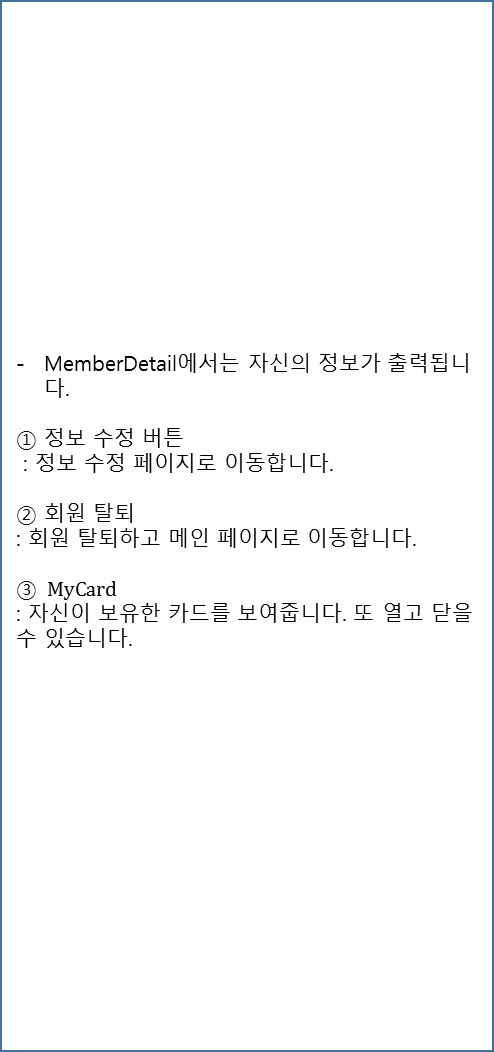 - MemberDetail에서는 자신의 정보가 출력됩니
다.
① 정보 수정 버튼
: 정보 수정 페이지로 이동합니다.
② 회원 탈퇴
: 회원 탈퇴하고 메인 페이지로 이동합니다.
③ MyCard
: 자신이 보유한 카드를 보여줍니다. 또 열고 닫을
수 있습니다.